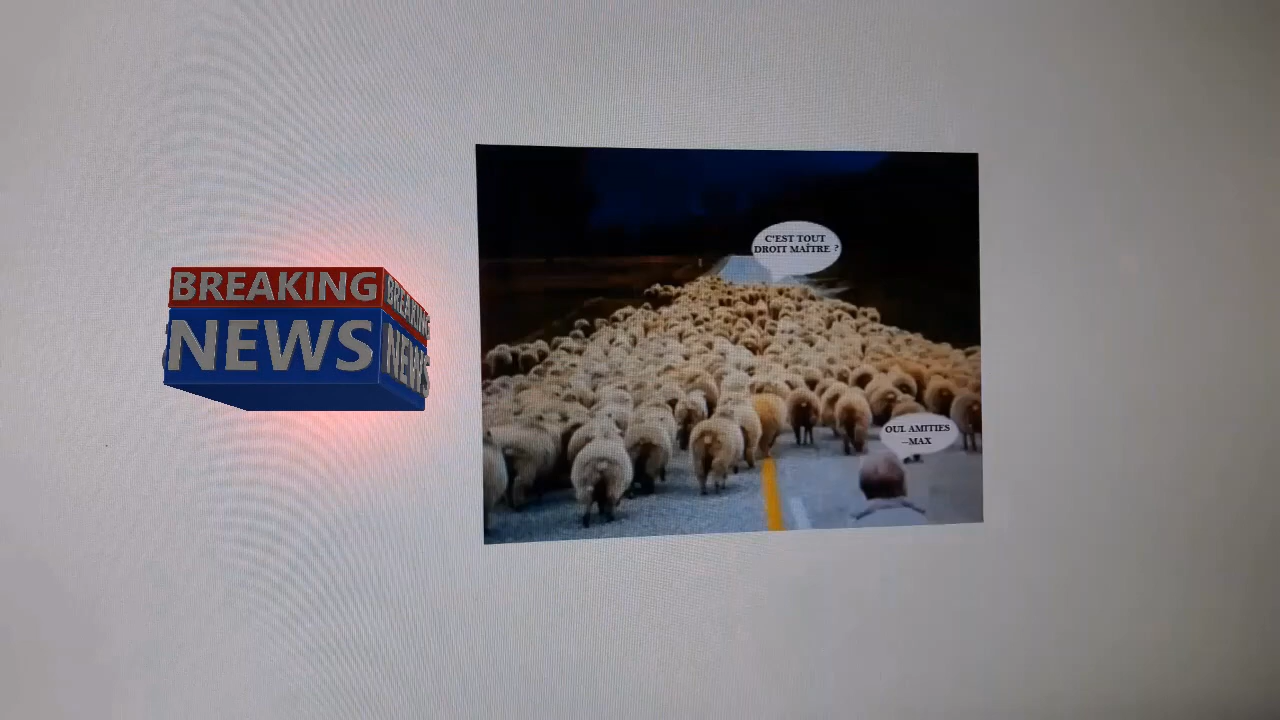 BREAKING
NEWS
BREAKING
NEWS
C'EST TOUT
DROIT MAÎTRE ?
OUI, AMITIES
--MAX